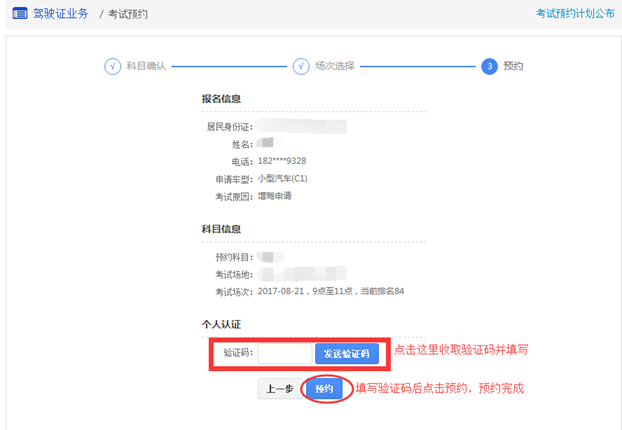 驾驶证业务 / 考试预约 考试预约计划公布
√ 科目确认 √ 场次选择 3 预约
报名信息
居民身份证:
姓名:
电话: 182****9328
申请车型: 小型汽车(C1)
考试原因: 增驾申请
科目信息
预约科目:
考试场地:
考试场次: 2017-08-21，9点至11点，当前排名84
个人认证
验证码: 发送验证码 点击这里收取验证码并填写
上一步 预约 填写验证码后点击预约，预约完成